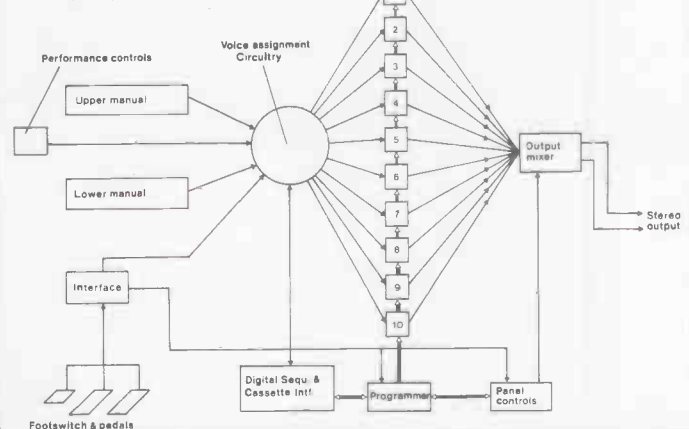 Performance controls
Voice assignment
Circuitry
Upper manual
Lower manual
Interface
Footswitch & pedals
2
3
4
5
6
7
8
9
10
Digital Sequ. &
Cassette Intf.
Programmer
Panel
controls
Output
mixer
Stereo
output